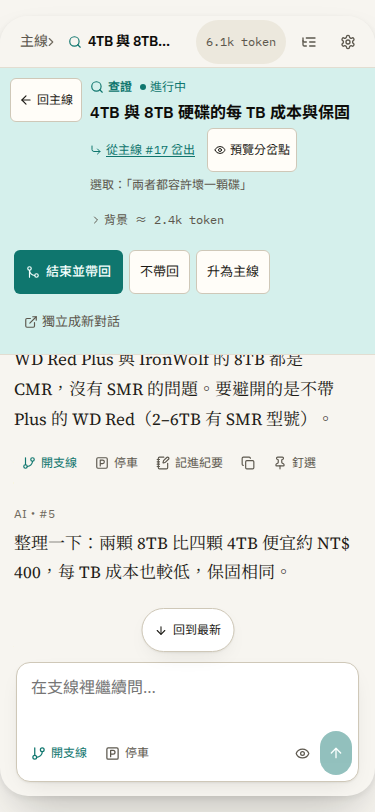 主線 4TB 與 8TB... 6.1k token
回主線
查證 進行中
4TB 與 8TB 硬碟的每 TB 成本與保固
從主線 #17 岔出 預覽分岔點
選取：「兩者都容許壞一顆碟」
背景 ≈ 2.4k token
結束並帶回 不帶回 升為主線
獨立成新對話
WD Red Plus 與 IronWolf 的 8TB 都是
CMR，沒有 SMR 的問題。要避開的是不帶
Plus 的 WD Red（2–6TB 有 SMR 型號）。
開支線 停車 記進紀要 釘選
AI · #5
整理一下：兩顆 8TB 比四顆 4TB 便宜約 NT$
400，每 TB 成本也較低，保固相同。
回到最新
在支線裡繼續問...
開支線 停車